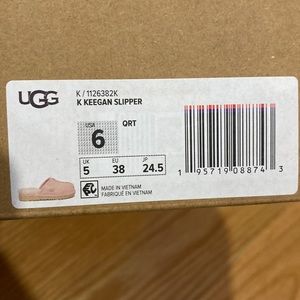 UGG
K / 1126382K
K KEEGAN SLIPPER
USA
6
QRT
UK EU JP
5 38 24.5
MADE IN VIETNAM
FABRIQUÉ EN VIETNAM
1 95719 08874 3